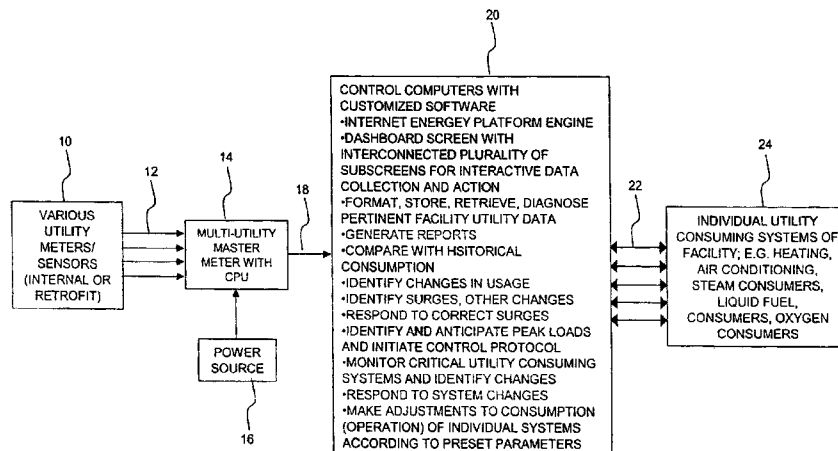 20
CONTROL COMPUTERS WITH
CUSTOMIZED SOFTWARE
•INTERNET ENERGEY PLATFORM ENGINE
•DASHBOARD SCREEN WITH
INTERCONNECTED PLURALITY OF
SUBSCREENS FOR INTERACTIVE DATA
COLLECTION AND ACTION
•FORMAT, STORE, RETRIEVE, DIAGNOSE
PERTINENT FACILITY UTILITY DATA
•GENERATE REPORTS
•COMPARE WITH HSITORICAL
CONSUMPTION
•IDENTIFY CHANGES IN USAGE
•IDENTIFY SURGES, OTHER CHANGES
•RESPOND TO CORRECT SURGES
•IDENTIFY AND ANTICIPATE PEAK LOADS
AND INITIATE CONTROL PROTOCOL
•MONITOR CRITICAL UTILITY CONSUMING
SYSTEMS AND IDENTIFY CHANGES
•RESPOND TO SYSTEM CHANGES
•MAKE ADJUSTMENTS TO CONSUMPTION
(OPERATION) OF INDIVIDUAL SYSTEMS
ACCORDING TO PRESET PARAMETERS
10
VARIOUS
UTILITY
METERS/
SENSORS
(INTERNAL OR
RETROFIT)
12
14
MULTI-UTILITY
MASTER
METER WITH
CPU
18
POWER
SOURCE
16
22
24
INDIVIDUAL UTILITY
CONSUMING SYSTEMS OF
FACILITY; E.G. HEATING,
AIR CONDITIONING,
STEAM CONSUMERS,
LIQUID FUEL,
CONSUMERS, OXYGEN
CONSUMERS